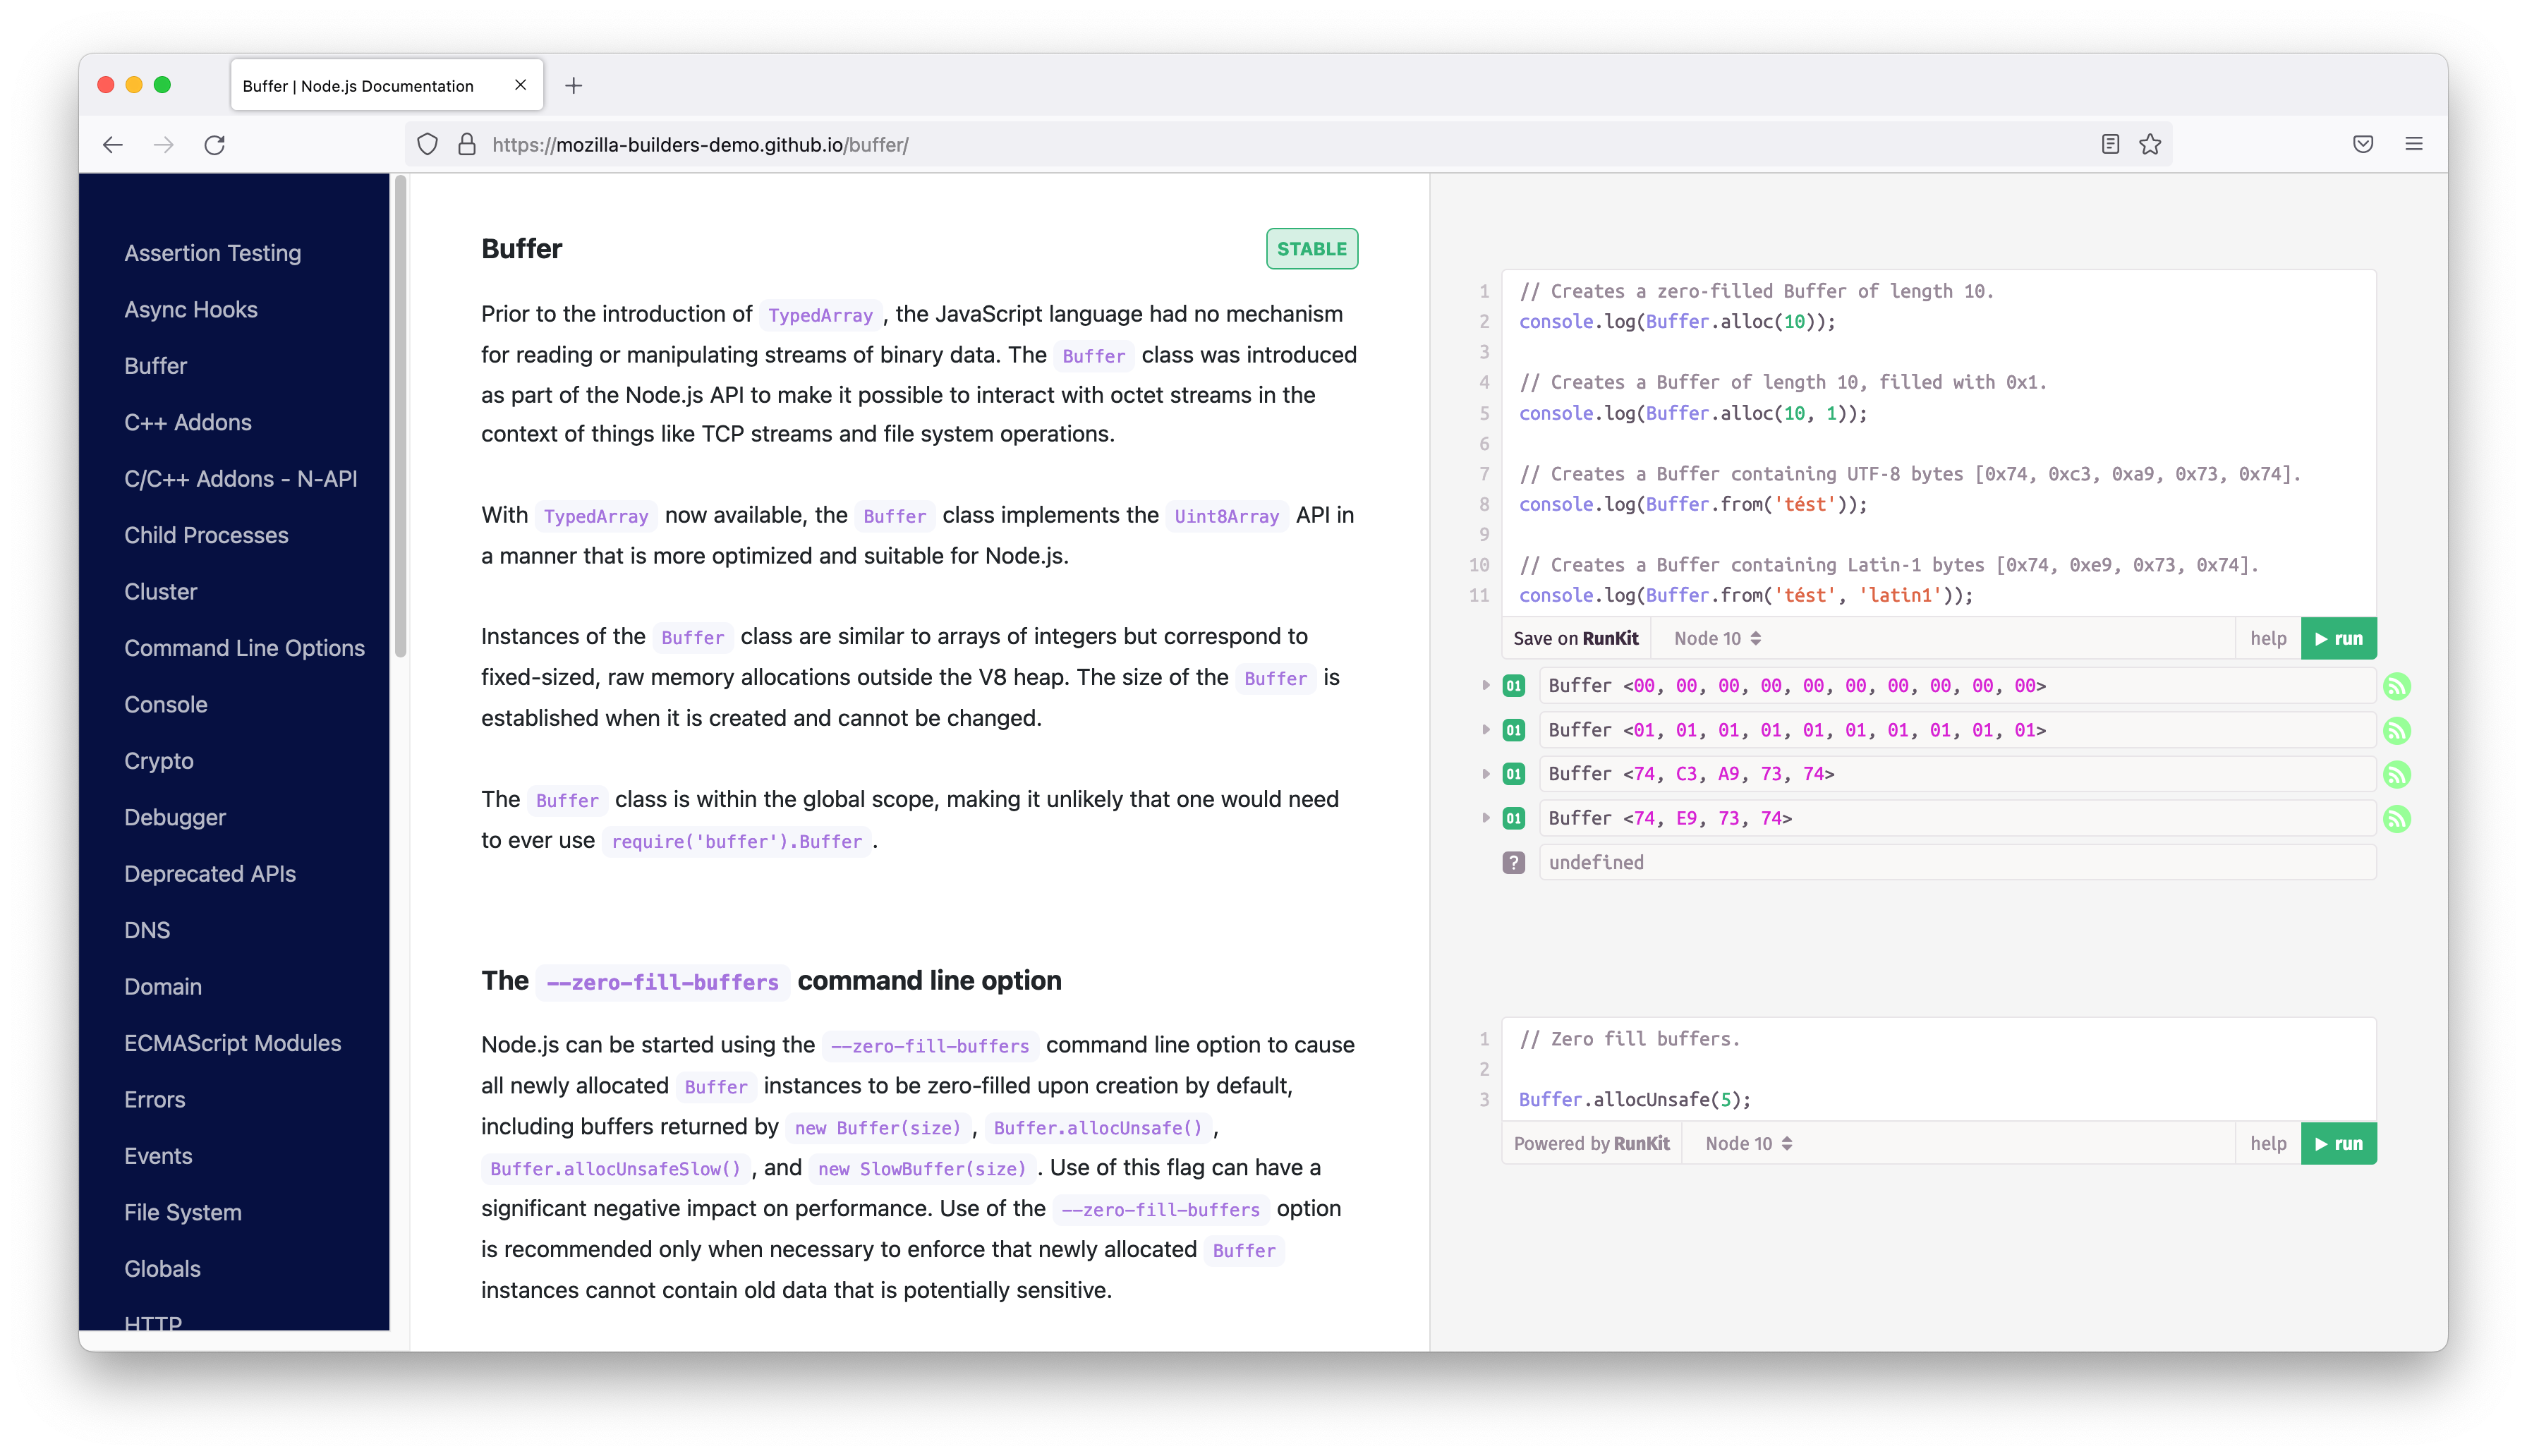 Buffer | Node.js Documentation
https://mozilla-builders-demo.github.io/buffer/
Assertion Testing
Async Hooks
Buffer
C++ Addons
C/C++ Addons - N-API
Child Processes
Cluster
Command Line Options
Console
Crypto
Debugger
Deprecated APIs
DNS
Domain
ECMAScript Modules
Errors
Events
File System
Globals
HTTP
Buffer
STABLE
Prior to the introduction of TypedArray , the JavaScript language had no mechanism
for reading or manipulating streams of binary data. The Buffer class was introduced
as part of the Node.js API to make it possible to interact with octet streams in the
context of things like TCP streams and file system operations.
With TypedArray now available, the Buffer class implements the Uint8Array API in
a manner that is more optimized and suitable for Node.js.
Instances of the Buffer class are similar to arrays of integers but correspond to
fixed-sized, raw memory allocations outside the V8 heap. The size of the Buffer is
established when it is created and cannot be changed.
The Buffer class is within the global scope, making it unlikely that one would need
to ever use require('buffer').Buffer .
The --zero-fill-buffers command line option
Node.js can be started using the --zero-fill-buffers command line option to cause
all newly allocated Buffer instances to be zero-filled upon creation by default,
including buffers returned by new Buffer(size) , Buffer.allocUnsafe() ,
Buffer.allocUnsafeSlow() , and new SlowBuffer(size) . Use of this flag can have a
significant negative impact on performance. Use of the --zero-fill-buffers option
is recommended only when necessary to enforce that newly allocated Buffer
instances cannot contain old data that is potentially sensitive.
1 // Creates a zero-filled Buffer of length 10.
2 console.log(Buffer.alloc(10));
3
4 // Creates a Buffer of length 10, filled with 0x1.
5 console.log(Buffer.alloc(10, 1));
6
7 // Creates a Buffer containing UTF-8 bytes [0x74, 0xc3, 0xa9, 0x73, 0x74].
8 console.log(Buffer.from('tést'));
9
10 // Creates a Buffer containing Latin-1 bytes [0x74, 0xe9, 0x73, 0x74].
11 console.log(Buffer.from('tést', 'latin1'));
Save on RunKit Node 10 help run
01 Buffer <00, 00, 00, 00, 00, 00, 00, 00, 00, 00>
01 Buffer <01, 01, 01, 01, 01, 01, 01, 01, 01, 01>
01 Buffer <74, C3, A9, 73, 74>
01 Buffer <74, E9, 73, 74>
? undefined
1 // Zero fill buffers.
2
3 Buffer.allocUnsafe(5);
Powered by RunKit Node 10 help run